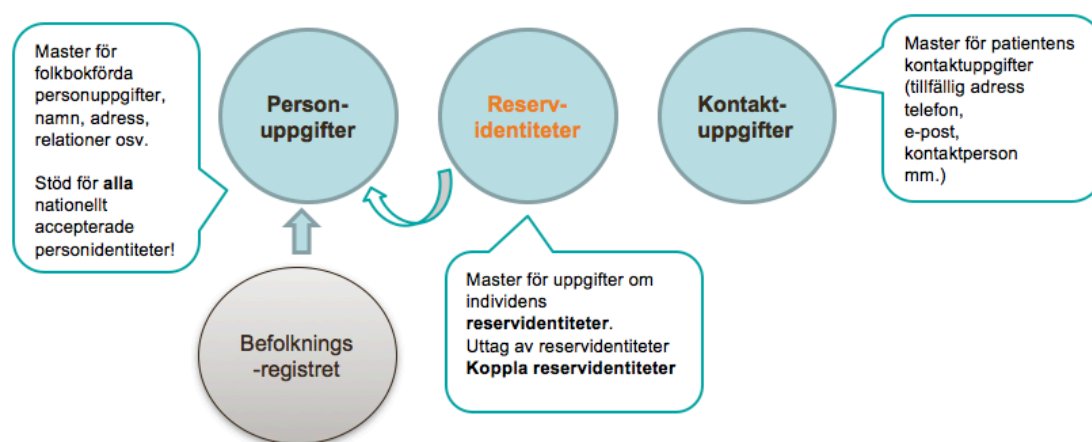 Master för
folkbokförda
personuppgifter,
namn, adress,
relationer osv.
Stöd för alla
nationellt
accepterade
personidentiteter!
Person-
uppgifter
Reserv-
identiteter
Kontakt-
uppgifter
Master för patientens
kontaktuppgifter
(tillfällig adress
telefon,
e-post,
kontaktperson
mm.)
Befolknings
-registret
Master för uppgifter om
individens
reservidentiteter.
Uttag av reservidentiteter
Koppla reservidentiteter